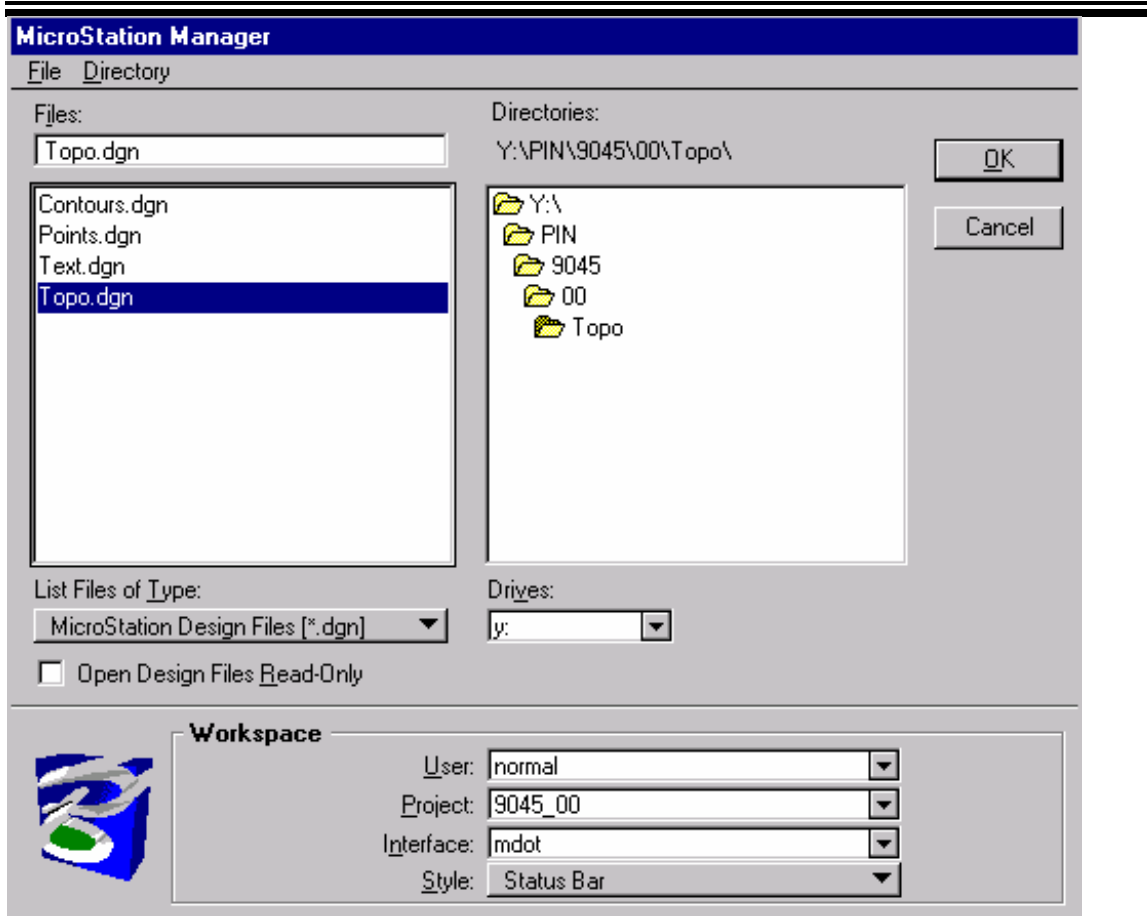 MicroStation Manager
File Directory
Files:
Topo.dgn
Contours.dgn
Points.dgn
Text.dgn
Topo.dgn
List Files of Type:
MicroStation Design Files [*.dgn]
Open Design Files Read-Only
Directories:
Y:\PIN\9045\00\Topo\
Y:\
PIN
9045
00
Topo
Drives:
y:
OK
Cancel
Workspace
User: normal
Project: 9045_00
Interface: mdot
Style: Status Bar